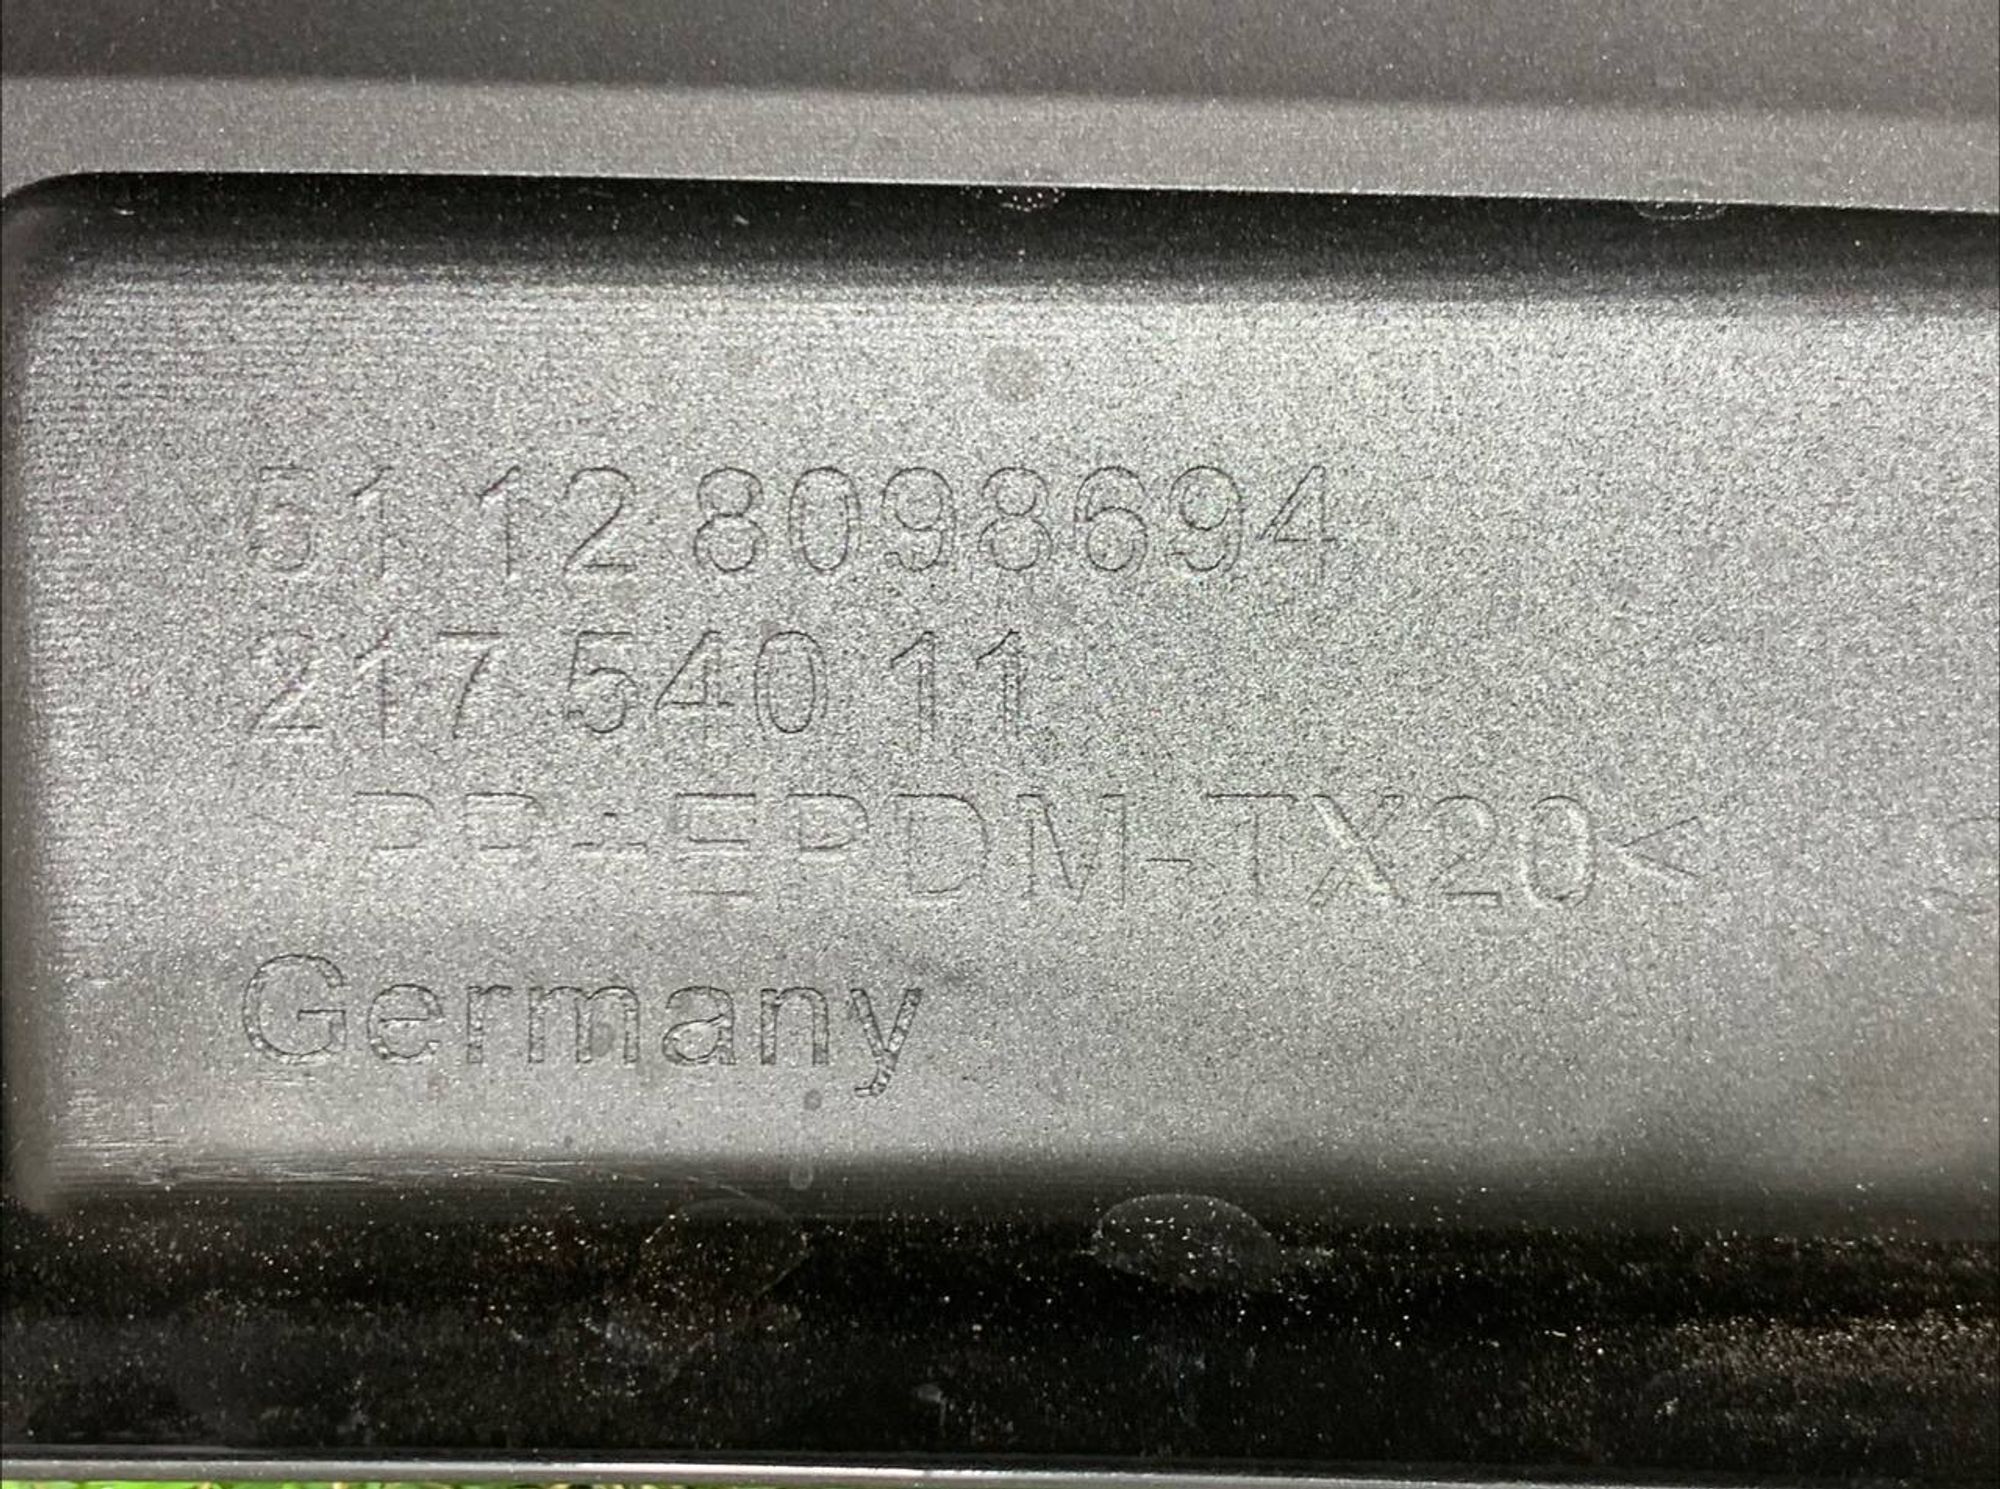 51 12 8098694
217 540 11
PP+EPDM-TX20<
Germany